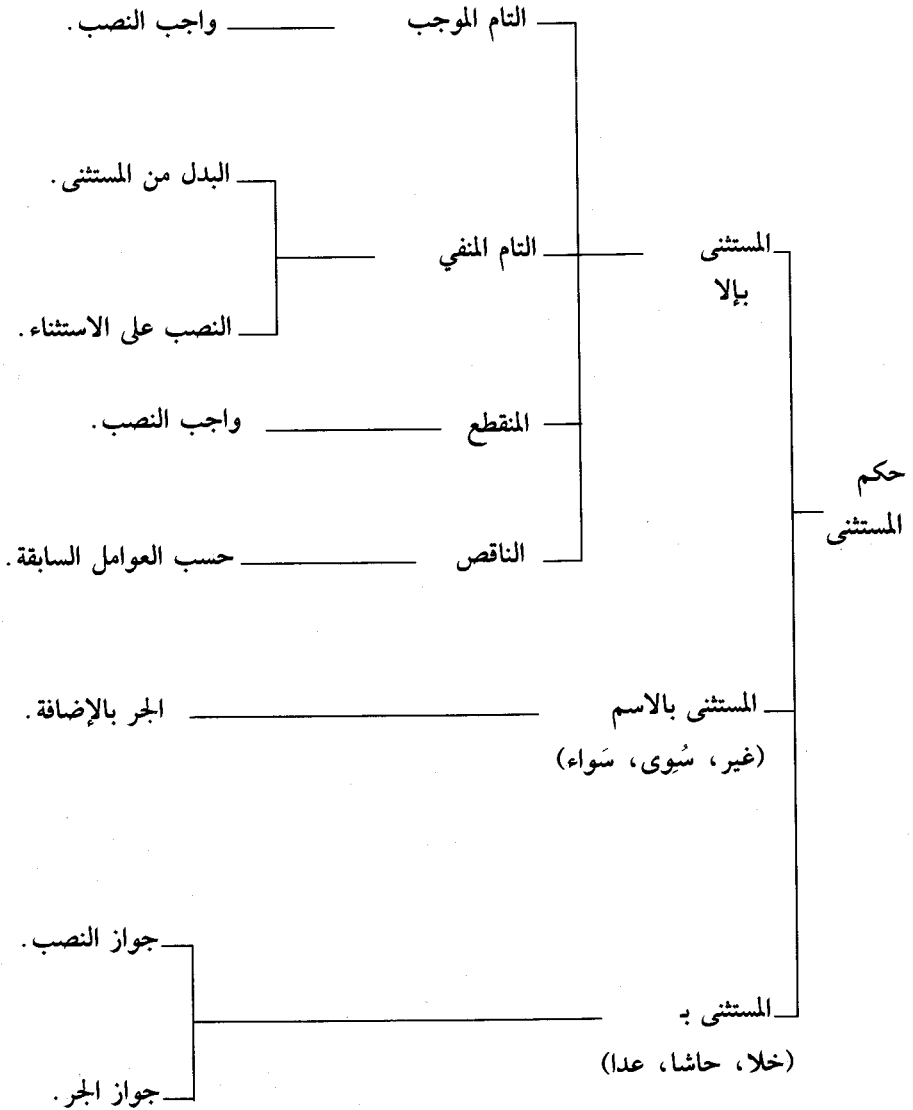 التام الموجب واجب النصب.
البدل من المستثنى.
المستثنى التام المنفي
بإلا
النصب على الاستثناء.
المنقطع واجب النصب.
حكم
المستثنى
الناقص حسب العوامل السابقة.
المستثنى بالاسم الجر بالإضافة.
(غير، سُوِى، سَواء)
جواز النصب.
المستثنى بـ
(خلا، حاشا، عدا)
جواز الجر.